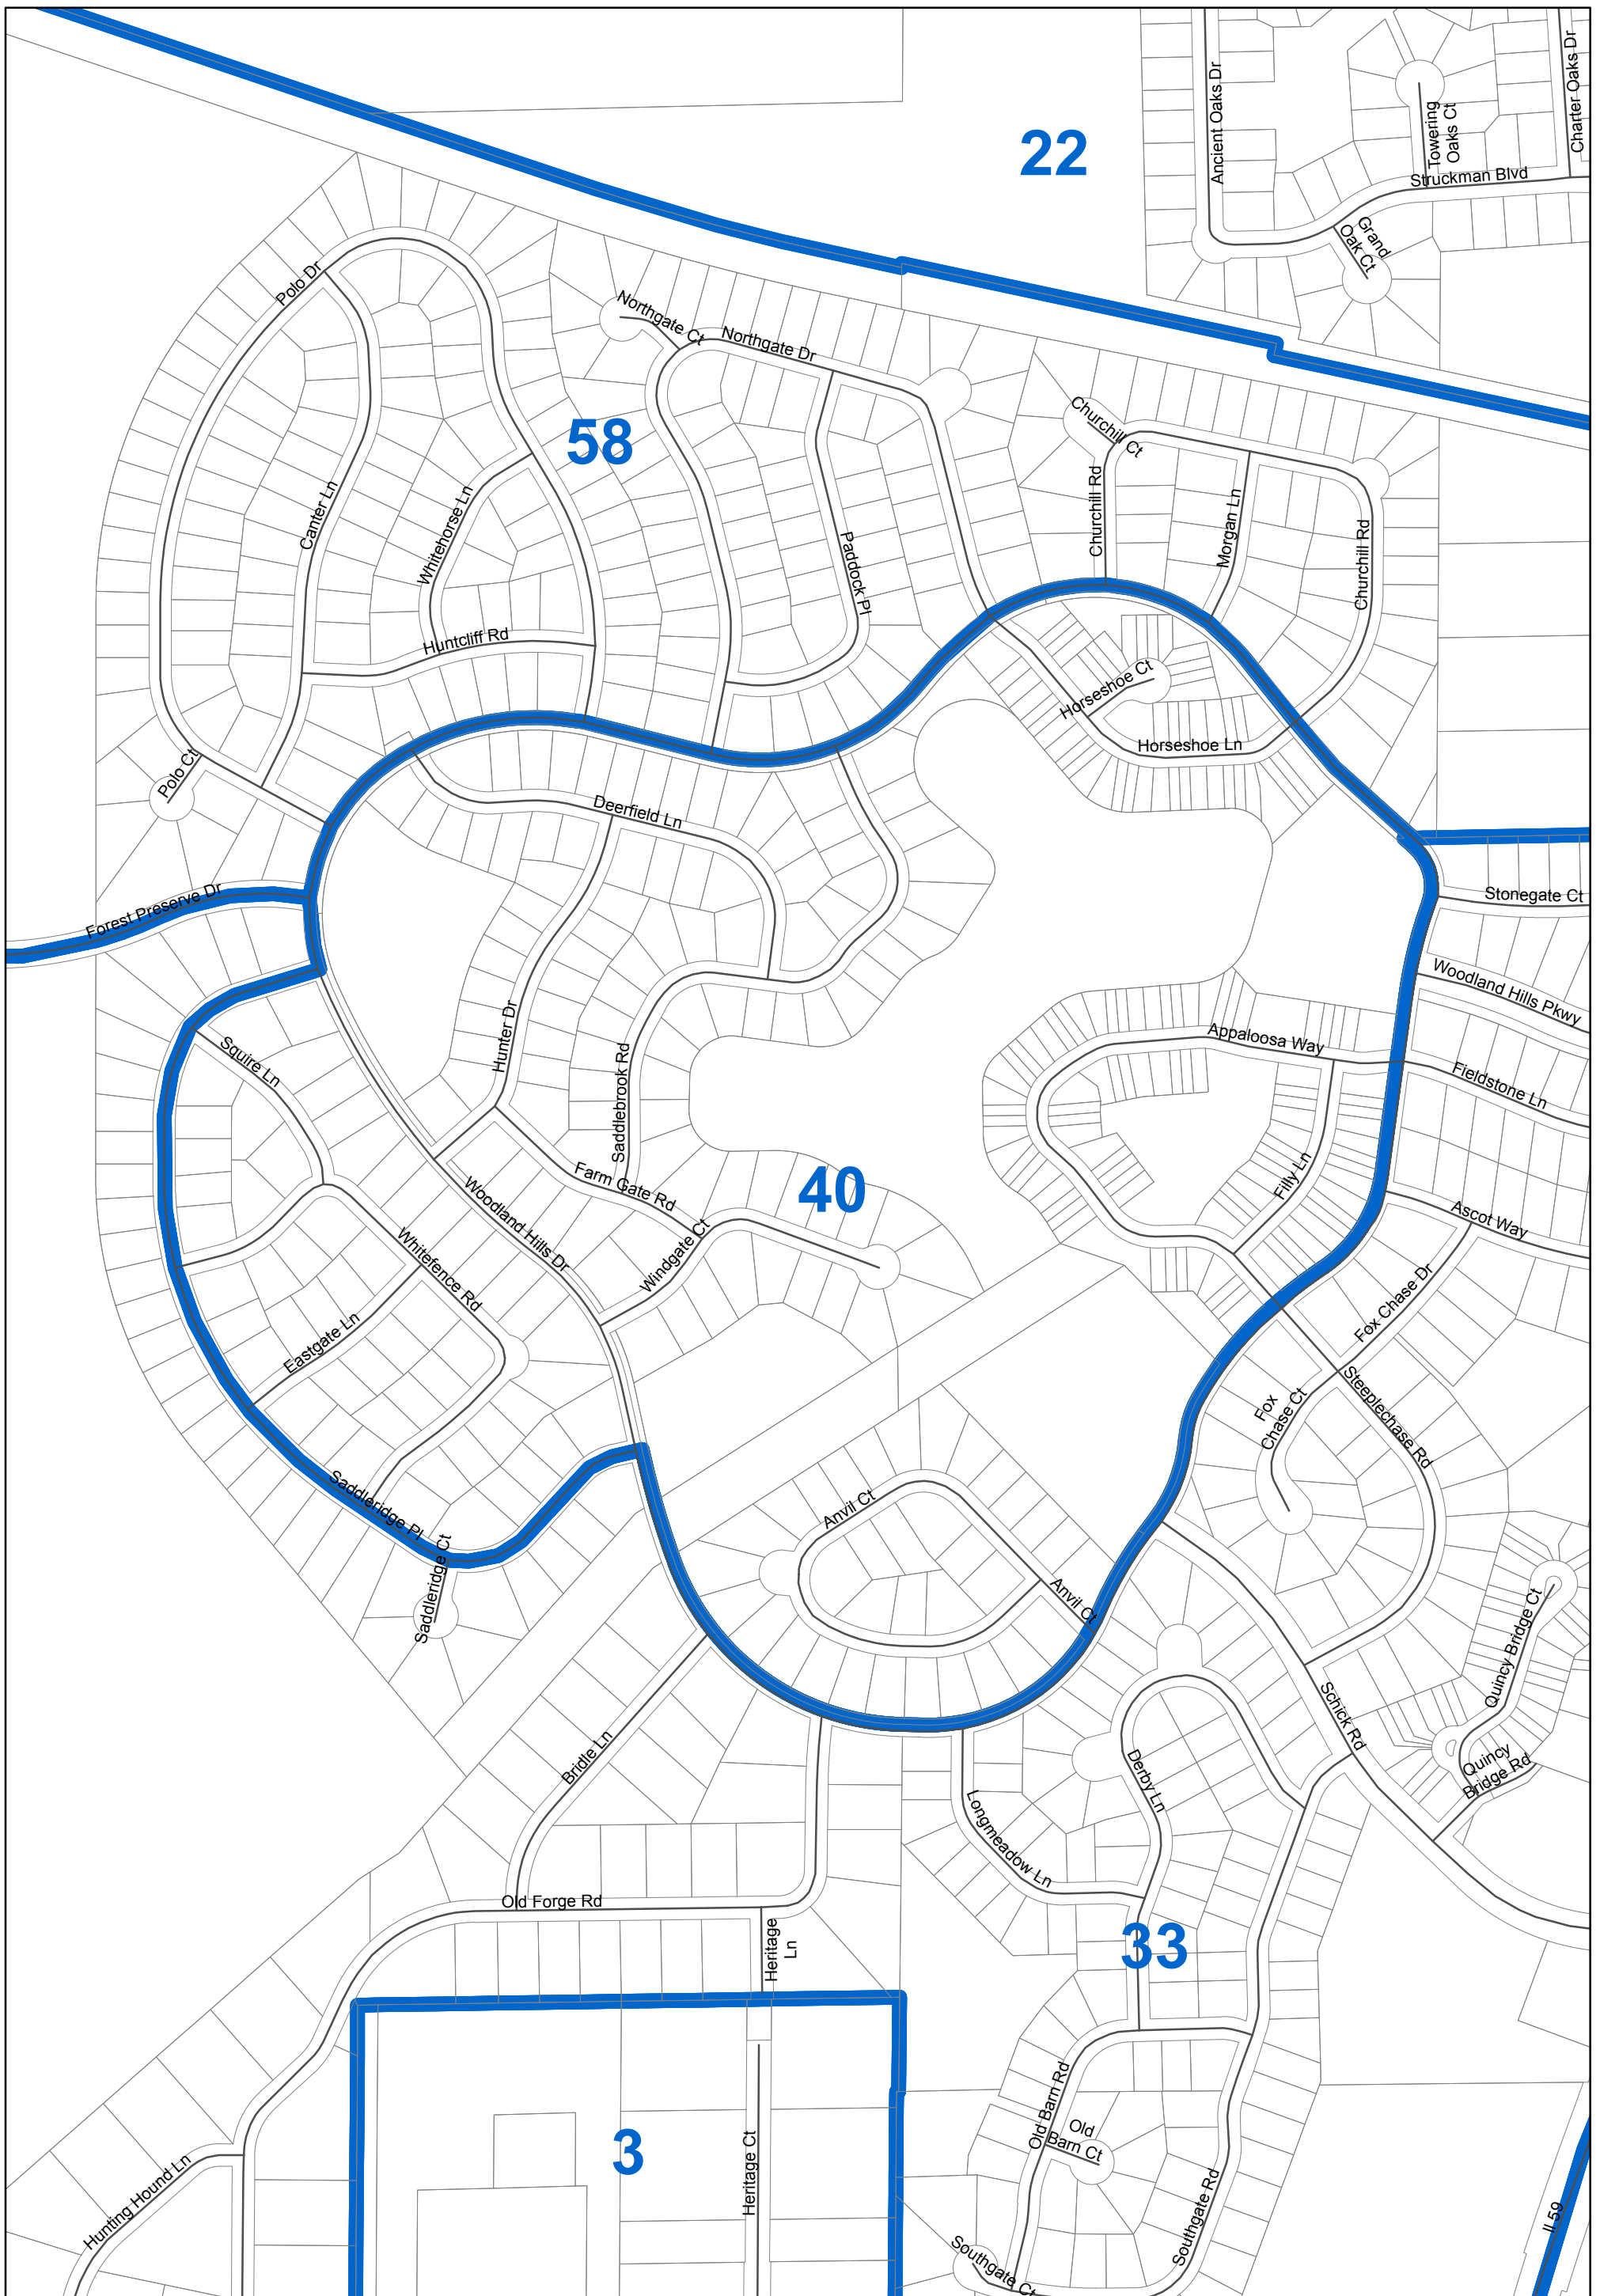 Ancient Oaks Dr
Towering
Oaks Ct
Charter Oaks Dr
22
Struckman Blvd
Grand
Oak Ct
Polo Dr
Northgate Ct
Northgate Dr
58
Churchill Ct
Canter Ln
Whitehorse Ln
Churchill Rd
Morgan Ln
Churchill Rd
Paddock Pl
Huntcliff Rd
Horseshoe Ct
Horseshoe Ln
Polo Ct
Deerfield Ln
Forest Preserve Dr
Stonegate Ct
Woodland Hills Pkwy
Squire Ln
Hunter Dr
Saddlebrook Rd
Appaloosa Way
Fieldstone Ln
Farm Gate Rd
40
Filly Ln
Woodland Hills Dr
Windgate Ct
Ascot Way
Whitefence Rd
Eastgate Ln
Fox Chase Dr
Fox
Chase Ct
Steeplechase Rd
Saddleridge Pl
Anvil Ct
Saddleridge Ct
Anvil Ct
Quincy Bridge Ct
Schick Rd
Bridle Ln
Derby Ln
Quincy
Bridge Rd
Longmeadow Ln
Old Forge Rd
Heritage
Ln
33
Old Barn Rd
Old
Barn Ct
3
Heritage Ct
Hunting Hound Ln
Southgate Rd
Southgate Ct
Il 59